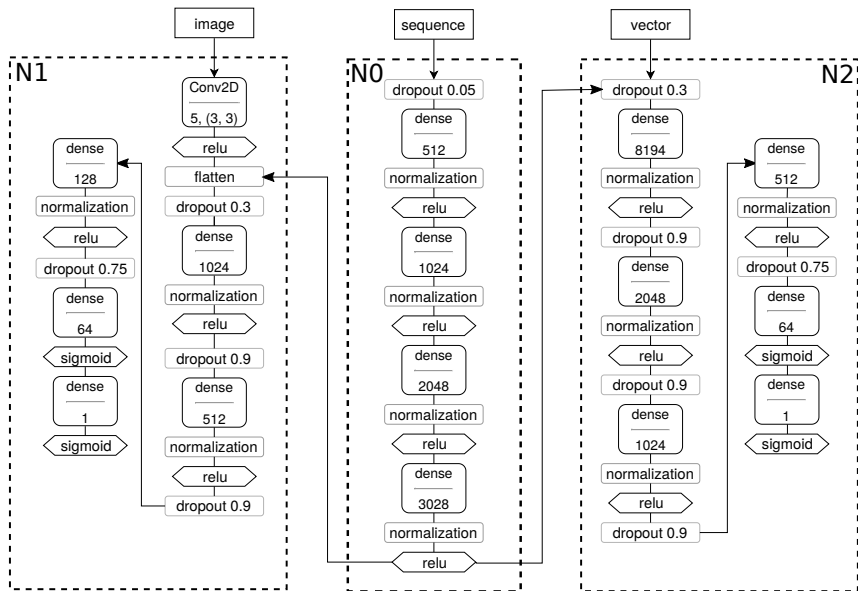 image
sequence
vector
N1
Conv2D
5, (3, 3)
relu
flatten
dropout 0.3
dense
1024
normalization
relu
dropout 0.9
dense
512
normalization
relu
dropout 0.9
dense
128
normalization
relu
dropout 0.75
dense
64
sigmoid
dense
1
sigmoid
N0
dropout 0.05
dense
512
normalization
relu
dense
1024
normalization
relu
dense
2048
normalization
relu
dense
3028
normalization
relu
N2
dropout 0.3
dense
8194
normalization
relu
dropout 0.9
dense
2048
normalization
relu
dropout 0.9
dense
1024
normalization
relu
dropout 0.9
dense
512
normalization
relu
dropout 0.75
dense
64
sigmoid
dense
1
sigmoid